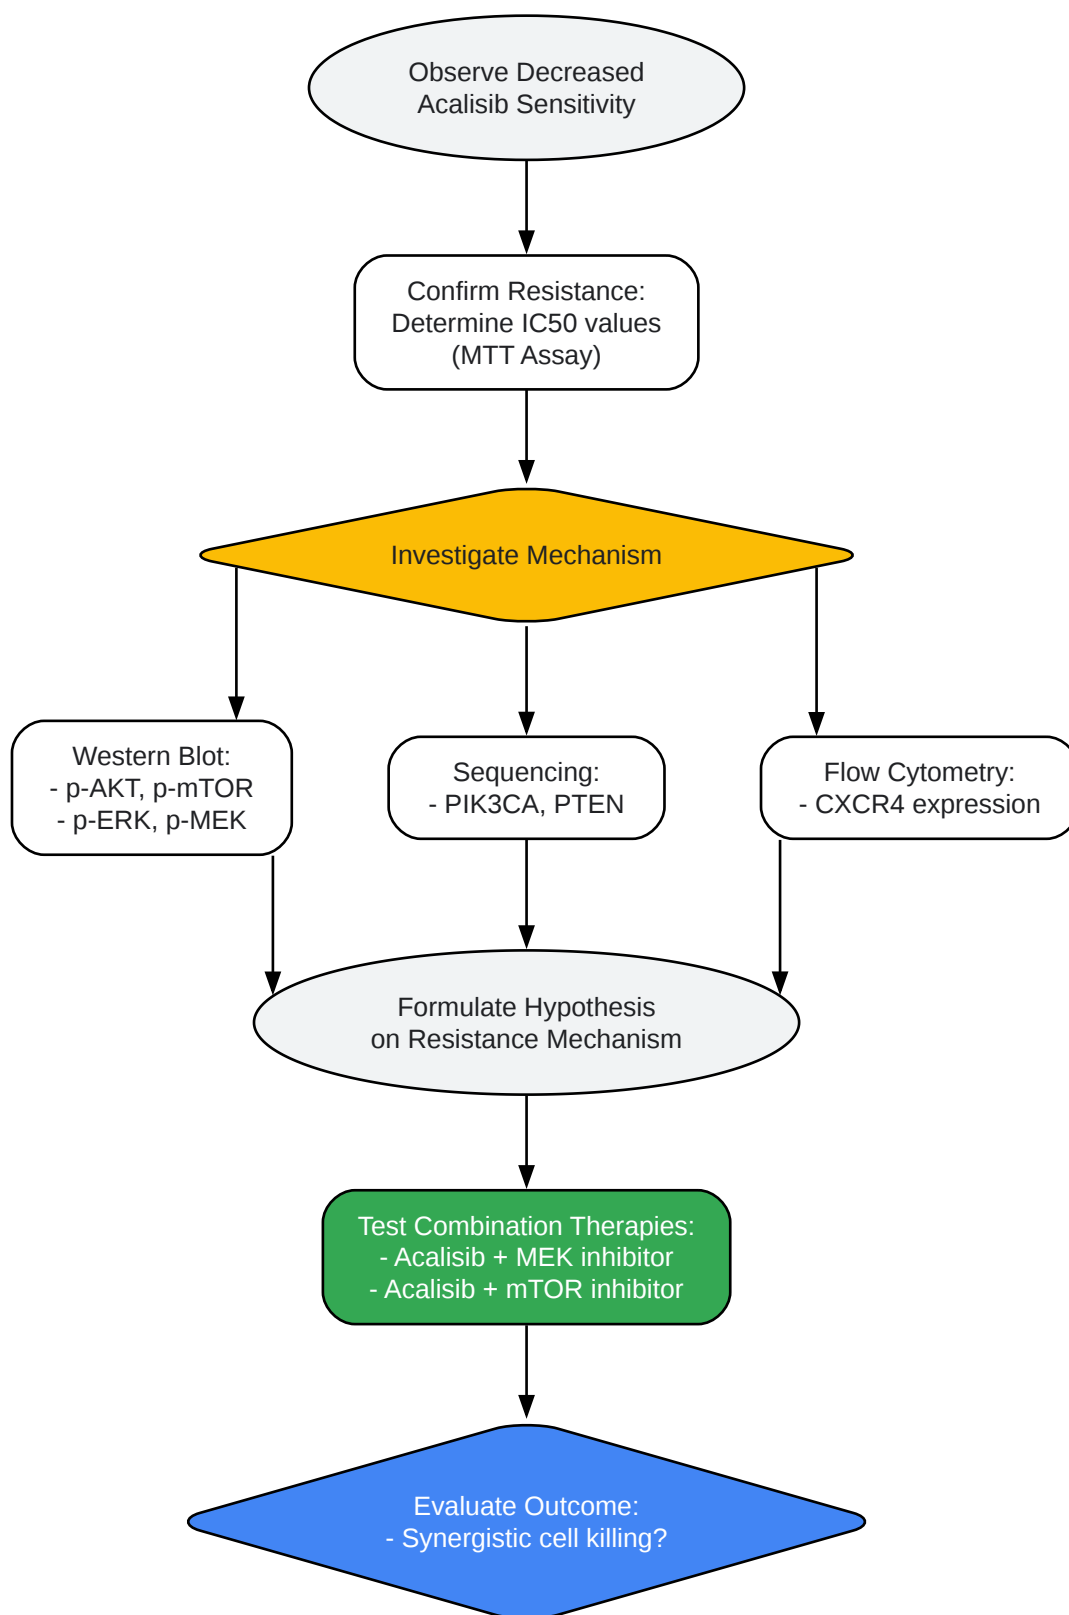 Observe Decreased
Acalisib Sensitivity
Confirm Resistance:
Determine IC50 values
(MTT Assay)
Investigate Mechanism
Western Blot:
- p-AKT, p-mTOR
- p-ERK, p-MEK
Sequencing:
- PIK3CA, PTEN
Flow Cytometry:
- CXCR4 expression
Formulate Hypothesis
on Resistance Mechanism
Test Combination Therapies:
- Acalisib + MEK inhibitor
- Acalisib + mTOR inhibitor
Evaluate Outcome:
- Synergistic cell killing?